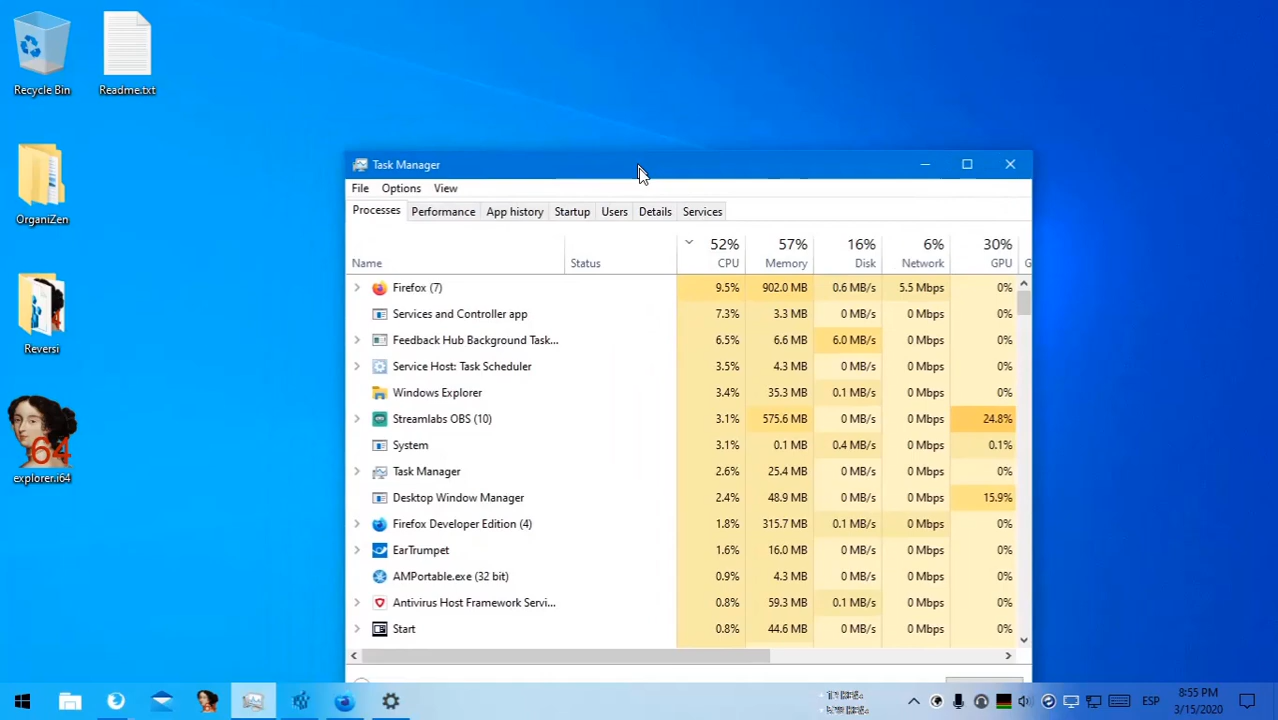 Recycle Bin
Readme.txt
OrganiZen
Reversi
64
explorer.i64
Task Manager
File Options View
Processes Performance App history Startup Users Details Services
52% 57% 16% 6% 30%
Name Status CPU Memory Disk Network GPU G
Firefox (7) 9.5% 902.0 MB 0.6 MB/s 5.5 Mbps 0%
Services and Controller app 7.3% 3.3 MB 0 MB/s 0 Mbps 0%
Feedback Hub Background Task... 6.5% 6.6 MB 6.0 MB/s 0 Mbps 0%
Service Host: Task Scheduler 3.5% 4.3 MB 0 MB/s 0 Mbps 0%
Windows Explorer 3.4% 35.3 MB 0.1 MB/s 0 Mbps 0%
Streamlabs OBS (10) 3.1% 575.6 MB 0 MB/s 0 Mbps 24.8%
System 3.1% 0.1 MB 0.4 MB/s 0 Mbps 0.1%
Task Manager 2.6% 25.4 MB 0 MB/s 0 Mbps 0%
Desktop Window Manager 2.4% 48.9 MB 0 MB/s 0 Mbps 15.9%
Firefox Developer Edition (4) 1.8% 315.7 MB 0.1 MB/s 0 Mbps 0%
EarTrumpet 1.6% 16.0 MB 0 MB/s 0 Mbps 0%
AMPortable.exe (32 bit) 0.9% 4.3 MB 0 MB/s 0 Mbps 0%
Antivirus Host Framework Servi... 0.8% 59.3 MB 0.1 MB/s 0 Mbps 0%
Start 0.8% 44.6 MB 0 MB/s 0 Mbps 0%
ESP
8:55 PM
3/15/2020